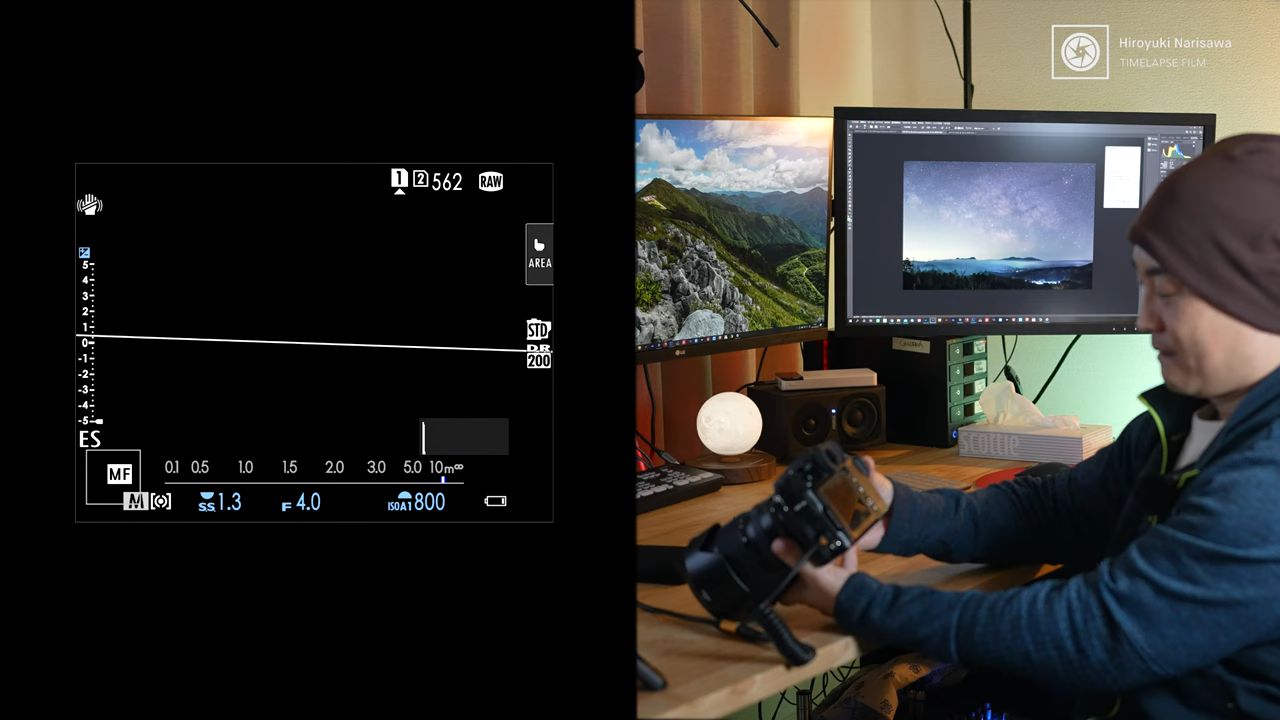 1 2 562 RAW
5
4
3
2
1
0
-1
-2
-3
-4
-5
AREA
STD
DR
200
ES
MF
0.1 0.5 1.0 1.5 2.0 3.0 5.0 10m∞
M S.S. 1.3 F 4.0 ISO A1 800
Hiroyuki Narisawa
TIMELAPSE FILM
LG
scottie